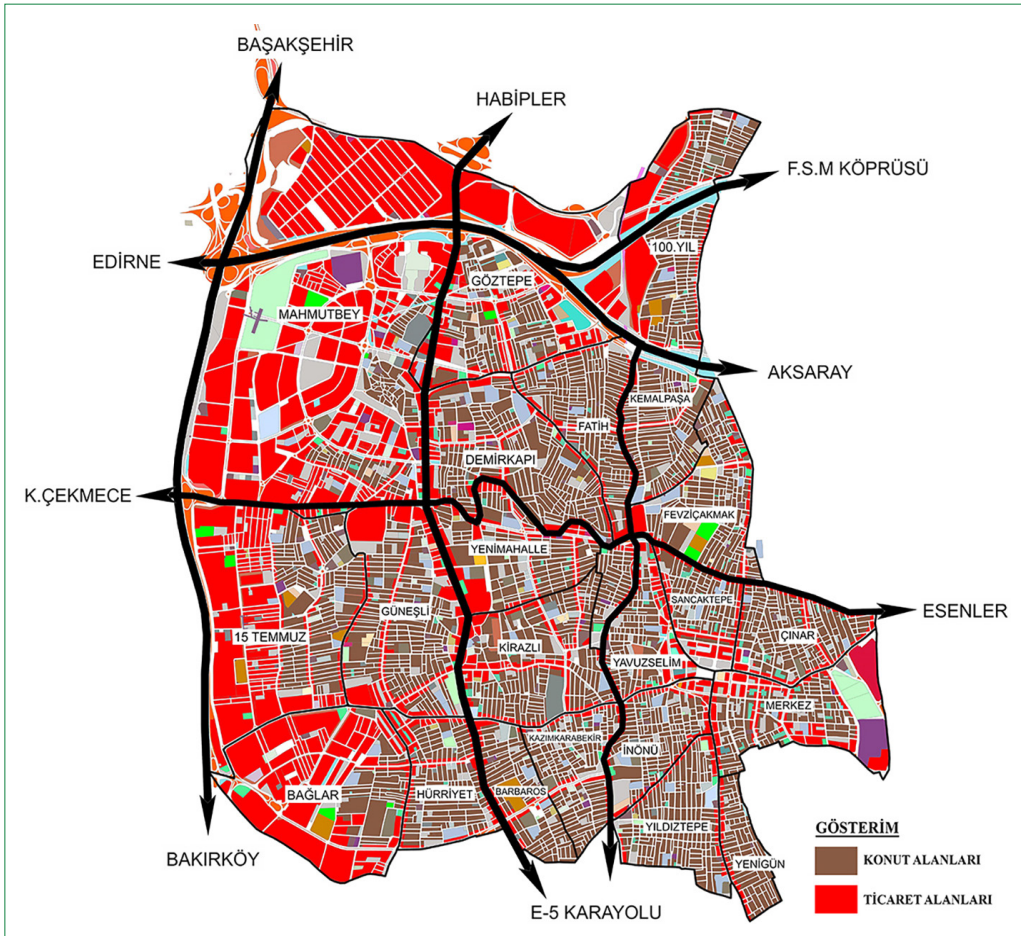 BAŞAKŞEHİR
HABİPLER
F.S.M KÖPRÜSÜ
100.YIL
EDİRNE
GÖZTEPE
MAHMUTBEY
AKSARAY
KEMALPAŞA
FATİH
DEMİRKAPI
K.ÇEKMECE
FEVZİÇAKMAK
YENİMAHALLE
SANCAKTEPE
ESENLER
GÜNEŞLİ
15 TEMMUZ
ÇINAR
KİRAZLI
YAVUZSELİM
MERKEZ
KAZIMKARABEKİR
İNÖNÜ
BAĞLAR
HÜRRİYET
BARBAROS
YILDIZTEPE
GÖSTERİM
BAKIRKÖY
KONUT ALANLARI
YENİGÜN
TİCARET ALANLARI
E-5 KARAYOLU